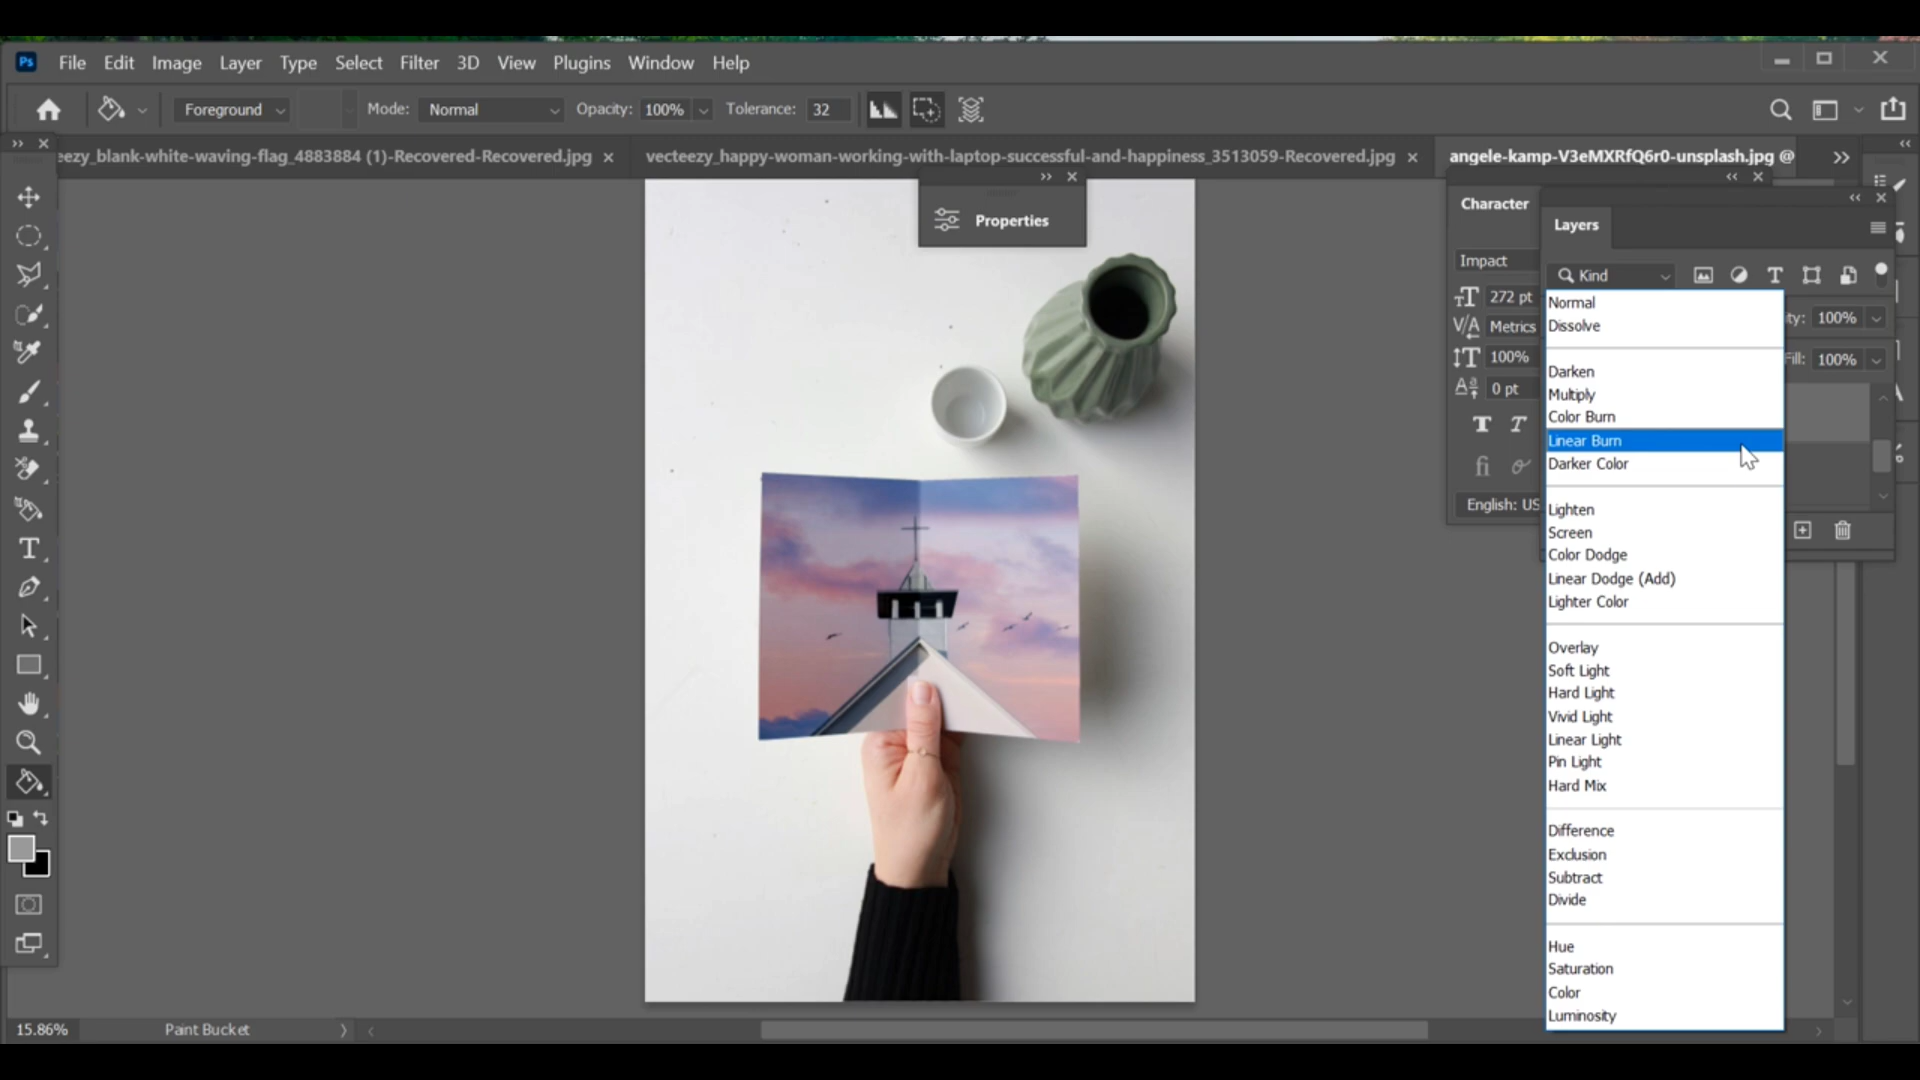 Ps File Edit Image Layer Type Select Filter 3D View Plugins Window Help
Foreground Mode: Normal Opacity: 100% Tolerance: 32
eezy_blank-white-waving-flag_4883884 (1)-Recovered-Recovered.jpg
vecteezy_happy-woman-working-with-laptop-successful-and-happiness_3513059-Recovered.jpg
angele-kamp-V3eMXRfQ6r0-unsplash.jpg @
Properties
Character
Impact
272 pt
Metrics
100%
0 pt
T T
fi
English: US
Layers
Kind
ity: 100%
Fill: 100%
Normal
Dissolve
Darken
Multiply
Color Burn
Linear Burn
Darker Color
Lighten
Screen
Color Dodge
Linear Dodge (Add)
Lighter Color
Overlay
Soft Light
Hard Light
Vivid Light
Linear Light
Pin Light
Hard Mix
Difference
Exclusion
Subtract
Divide
Hue
Saturation
Color
Luminosity
15.86% Paint Bucket